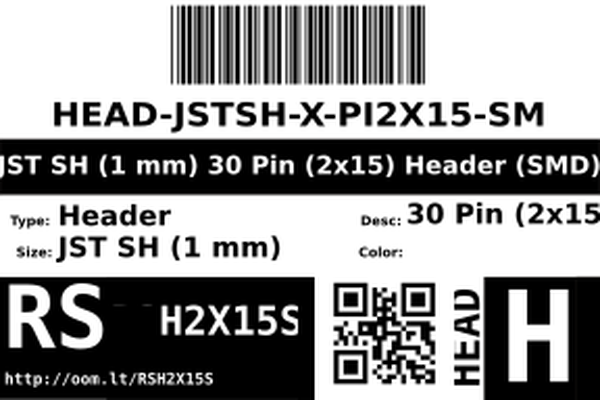 HEAD-JSTSH-X-PI2X15-SM
JST SH (1 mm) 30 Pin (2x15) Header (SMD)
Type: Header
Desc: 30 Pin (2x15
Size: JST SH (1 mm)
Color:
RS H2X15S
HEAD
H
http://oom.lt/RSH2X15S